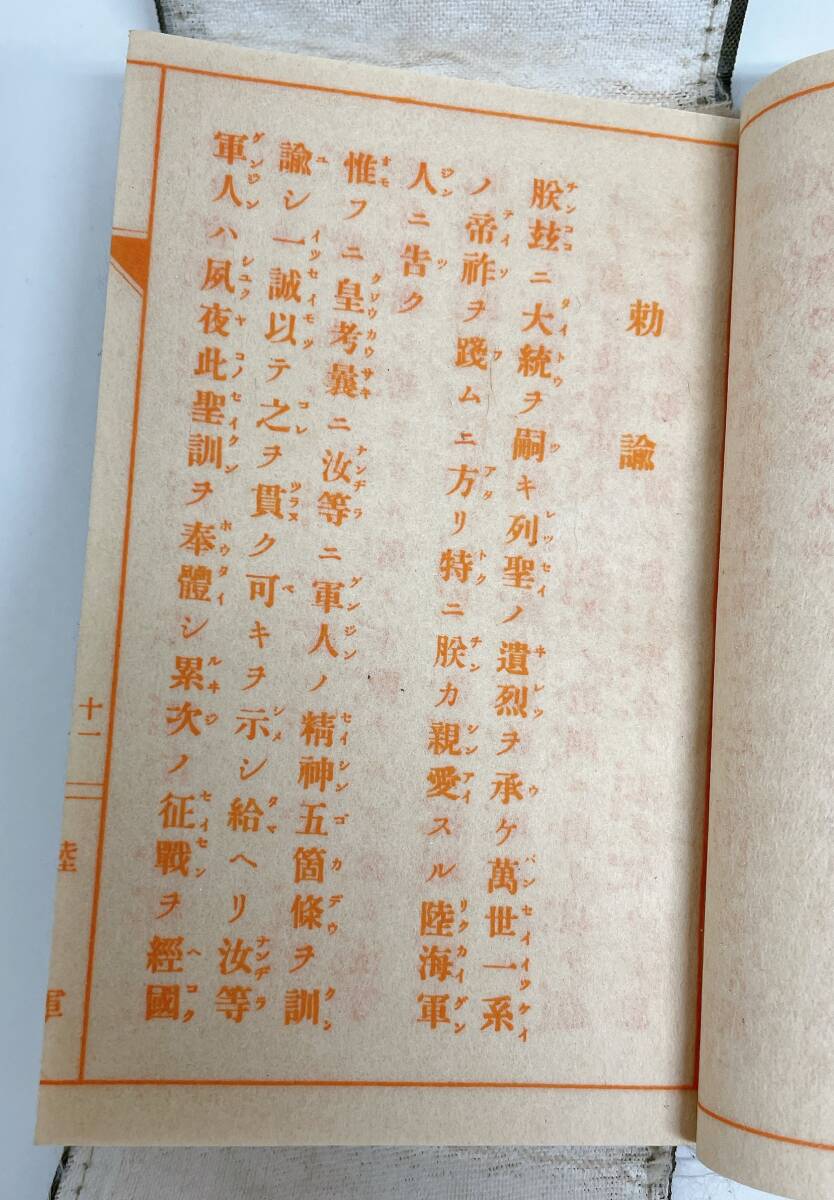 勅諭
朕玆ニ大統ヲ嗣キ列聖ノ遺烈ヲ承ケ萬世一系
ノ帝祚ヲ踐ムニ方リ特ニ朕カ親愛スル陸海軍
人ニ告ク
惟フニ皇考曩ニ汝等ニ軍人ノ精神五箇條ヲ訓
諭シ一誠以テ之ヲ貫ク可キヲ示シ給ヘリ汝等
軍人ハ夙夜此聖訓ヲ奉體シ累次ノ征戰ヲ經國
十一
陸軍